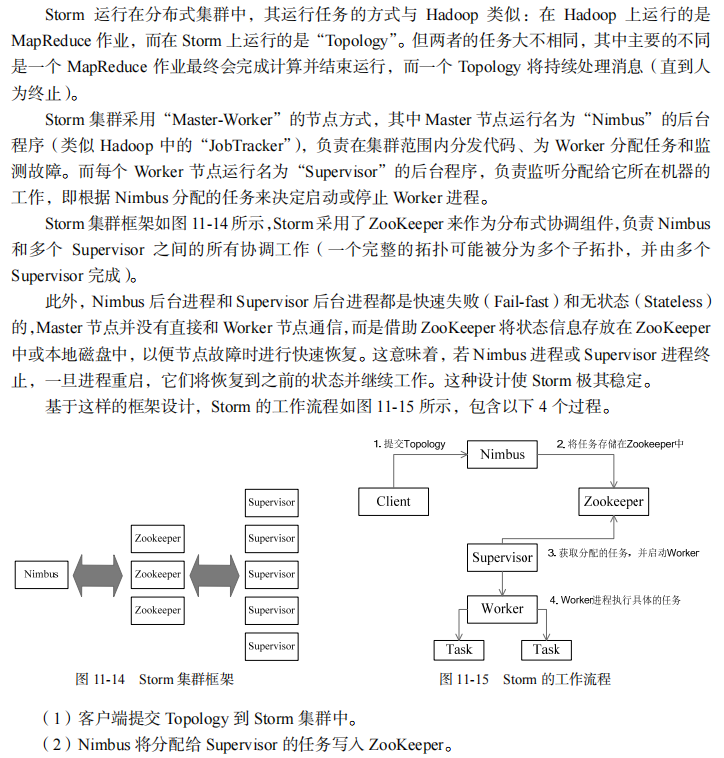 Storm 运行在分布式集群中，其运行任务的方式与 Hadoop 类似：在 Hadoop 上运行的是
MapReduce 作业，而在 Storm 上运行的是“Topology”。但两者的任务大不相同，其中主要的不同
是一个 MapReduce 作业最终会完成计算并结束运行，而一个 Topology 将持续处理消息（直到人
为终止）。
Storm 集群采用“Master-Worker”的节点方式，其中 Master 节点运行名为“Nimbus”的后台
程序（类似 Hadoop 中的“JobTracker”），负责在集群范围内分发代码、为 Worker 分配任务和监
测故障。而每个 Worker 节点运行名为“Supervisor”的后台程序，负责监听分配给它所在机器的
工作，即根据 Nimbus 分配的任务来决定启动或停止 Worker 进程。
Storm 集群框架如图 11-14 所示，Storm 采用了 ZooKeeper 来作为分布式协调组件，负责 Nimbus
和多个 Supervisor 之间的所有协调工作（一个完整的拓扑可能被分为多个子拓扑，并由多个
Supervisor 完成）。
此外，Nimbus 后台进程和 Supervisor 后台进程都是快速失败（Fail-fast）和无状态（Stateless）
的，Master 节点并没有直接和 Worker 节点通信，而是借助 ZooKeeper 将状态信息存放在 ZooKeeper
中或本地磁盘中，以便节点故障时进行快速恢复。这意味着，若 Nimbus 进程或 Supervisor 进程终
止，一旦进程重启，它们将恢复到之前的状态并继续工作。这种设计使 Storm 极其稳定。
基于这样的框架设计，Storm 的工作流程如图 11-15 所示，包含以下 4 个过程。
Nimbus
Zookeeper
Zookeeper
Zookeeper
Supervisor
Supervisor
Supervisor
Supervisor
Supervisor
图 11-14 Storm 集群框架
1. 提交Topology
Nimbus
2. 将任务存储在Zookeeper中
Client
Zookeeper
Supervisor
3. 获取分配的任务，并启动Worker
Worker
4. Worker进程执行具体的任务
Task
Task
图 11-15 Storm 的工作流程
（1）客户端提交 Topology 到 Storm 集群中。
（2）Nimbus 将分配给 Supervisor 的任务写入 ZooKeeper。